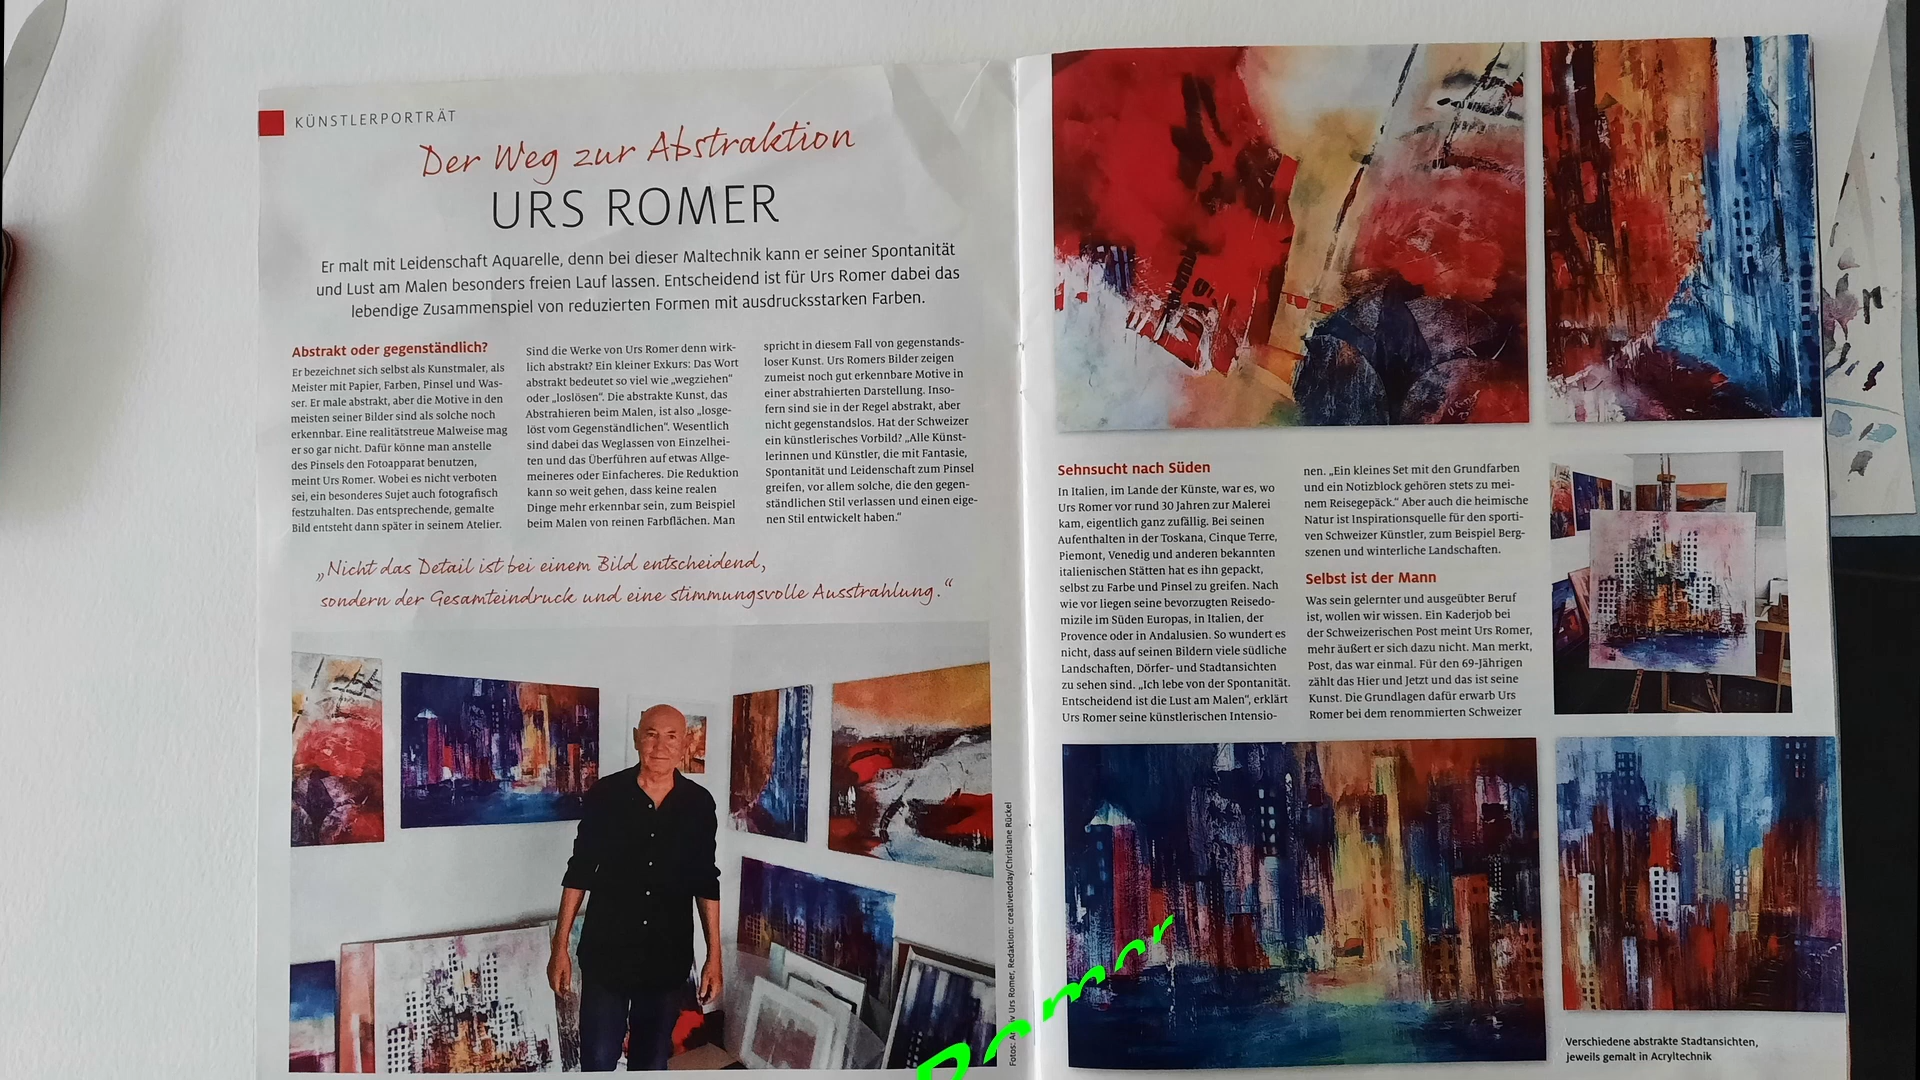 KÜNSTLERPORTRÄT
Der Weg zur Abstraktion
URS ROMER
Er malt mit Leidenschaft Aquarelle, denn bei dieser Maltechnik kann er seiner Spontanität
und Lust am Malen besonders freien Lauf lassen. Entscheidend ist für Urs Romer dabei das
lebendige Zusammenspiel von reduzierten Formen mit ausdrucksstarken Farben.
Abstrakt oder gegenständlich?
Er bezeichnet sich selbst als Kunstmaler, als
Meister mit Papier, Farben, Pinsel und Was-
ser. Er male abstrakt, aber die Motive in den
meisten seiner Bilder sind als solche noch
erkennbar. Eine realitätstreue Malweise mag
er so gar nicht. Dafür könne man anstelle
des Pinsels den Fotoapparat benutzen,
meint Urs Romer. Wobei es nicht verboten
sei, ein besonderes Sujet auch fotografisch
festzuhalten. Das entsprechende, gemalte
Bild entsteht dann später in seinem Atelier.
Sind die Werke von Urs Romer denn wirk-
lich abstrakt? Ein kleiner Exkurs: Das Wort
abstrakt bedeutet so viel wie „wegziehen“
oder „loslösen“. Die abstrakte Kunst, das
Abstrahieren beim Malen, ist also „losge-
löst vom Gegenständlichen“. Wesentlich
sind dabei das Weglassen von Einzelhei-
ten und das Überführen auf etwas Allge-
meineres oder Einfacheres. Die Reduktion
kann so weit gehen, dass keine realen
Dinge mehr erkennbar sein, zum Beispiel
beim Malen von reinen Farbflächen. Man
spricht in diesem Fall von gegenstands-
loser Kunst. Urs Romers Bilder zeigen
zumeist noch gut erkennbare Motive in
einer abstrahierten Darstellung. Inso-
fern sind sie in der Regel abstrakt, aber
nicht gegenstandslos. Hat der Schweizer
ein künstlerisches Vorbild? „Alle Künst-
lerinnen und Künstler, die mit Fantasie,
Spontanität und Leidenschaft zum Pinsel
greifen, vor allem solche, die den gegen-
ständlichen Stil verlassen und einen eige-
nen Stil entwickelt haben.“
„Nicht das Detail ist bei einem Bild entscheidend,
sondern der Gesamteindruck und eine stimmungsvolle Ausstrahlung.“
Fotos: Archiv Urs Romer, Redaktion: creativetoday/Christiane Rückel
Sehnsucht nach Süden
In Italien, im Lande der Künste, war es, wo
Urs Romer vor rund 30 Jahren zur Malerei
kam, eigentlich ganz zufällig. Bei seinen
Aufenthalten in der Toskana, Cinque Terre,
Piemont, Venedig und anderen bekannten
italienischen Stätten hat es ihn gepackt,
selbst zu Farbe und Pinsel zu greifen. Nach
wie vor liegen seine bevorzugten Reisedo-
mizile im Süden Europas, in Italien, der
Provence oder in Andalusien. So wundert es
nicht, dass auf seinen Bildern viele südliche
Landschaften, Dörfer- und Stadtansichten
zu sehen sind. „Ich lebe von der Spontanität.
Entscheidend ist die Lust am Malen“, erklärt
Urs Romer seine künstlerischen Intensio-
nen. „Ein kleines Set mit den Grundfarben
und ein Notizblock gehören stets zu mei-
nem Reisegepäck.“ Aber auch die heimische
Natur ist Inspirationsquelle für den sporti-
ven Schweizer Künstler, zum Beispiel Berg-
szenen und winterliche Landschaften.
Selbst ist der Mann
Was sein gelernter und ausgeübter Beruf
ist, wollen wir wissen. Ein Kaderjob bei
der Schweizerischen Post meint Urs Romer,
mehr äußert er sich dazu nicht. Man merkt,
Post, das war einmal. Für den 69-Jährigen
zählt das Hier und Jetzt und das ist seine
Kunst. Die Grundlagen dafür erwarb Urs
Romer bei dem renommierten Schweizer
Verschiedene abstrakte Stadtansichten,
jeweils gemalt in Acryltechnik